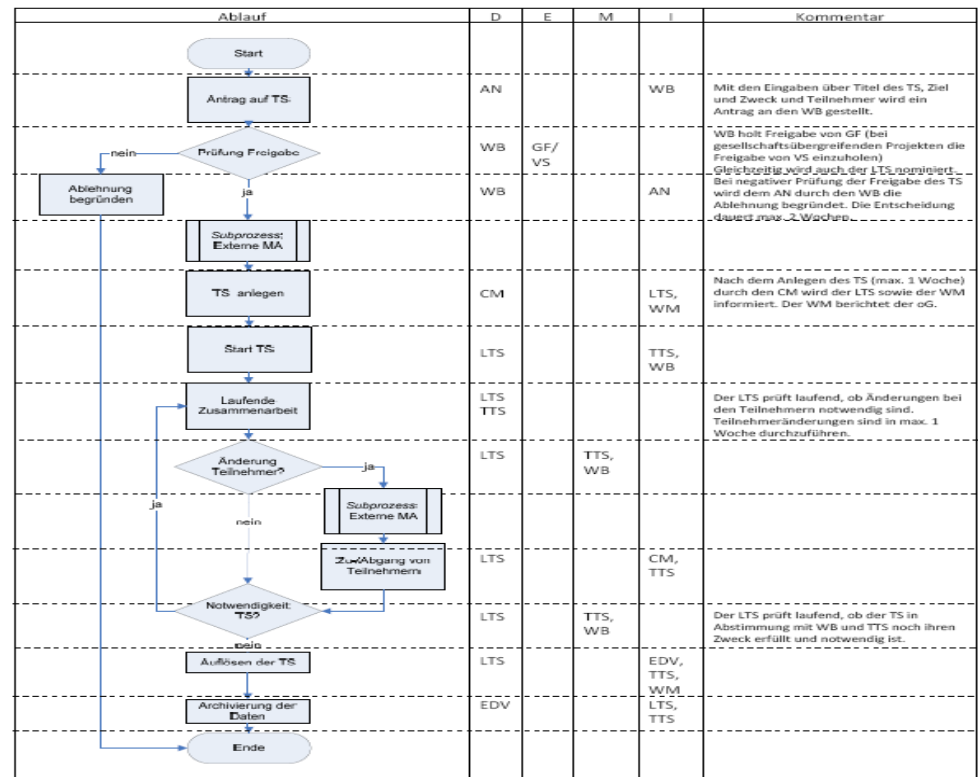 Ablauf D E M I Kommentar
Start
Antrag auf TS
AN WB
Mit den Eingaben über Titel des TS, Ziel
und Zweck und Teilnehmer wird ein
Antrag an den WB gestellt.
nein
Prüfung Freigabe
WB GF/
VS
WB holt Freigabe von GF (bei
gesellschaftsübergreifenden Projekten die
Freigabe von VS einzuholen)
Gleichzeitig wird auch der LTS nominiert.
Ablehnung
begründen
ja
WB AN
Bei negativer Prüfung der Freigabe des TS
wird dem AN durch den WB die
Ablehnung begründet. Die Entscheidung
dauert max. 2 Wochen.
Subprozess:
Externe MA
TS anlegen
CM LTS,
WM
Nach dem Anlegen des TS (max. 1 Woche)
durch den CM wird der LTS sowie der WM
informiert. Der WM berichtet der oG.
Start TS
LTS TTS,
WB
Laufende
Zusammenarbeit
LTS
TTS
Der LTS prüft laufend, ob Änderungen bei
den Teilnehmern notwendig sind.
Teilnehmeränderungen sind in max. 1
Woche durchzuführen.
Änderung
Teilnehmer?
ja
LTS TTS,
WB
ja
nein
Subprozess:
Externe MA
Zu-/Abgang von
Teilnehmern
LTS CM,
TTS
Notwendigkeit
TS?
LTS TTS,
WB
Der LTS prüft laufend, ob der TS in
Abstimmung mit WB und TTS noch ihren
Zweck erfüllt und notwendig ist.
nein
Auflösen der TS
LTS EDV,
TTS,
WM
Archivierung der
Daten
EDV LTS,
TTS
Ende